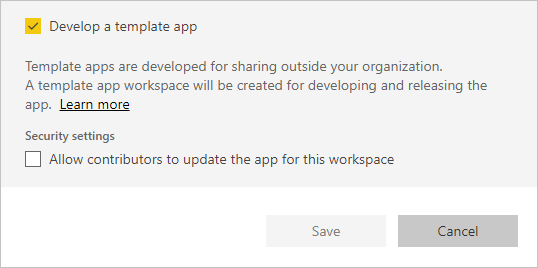 Develop a template app
Template apps are developed for sharing outside your organization.
A template app workspace will be created for developing and releasing the
app. Learn more
Security settings
Allow contributors to update the app for this workspace
Save Cancel